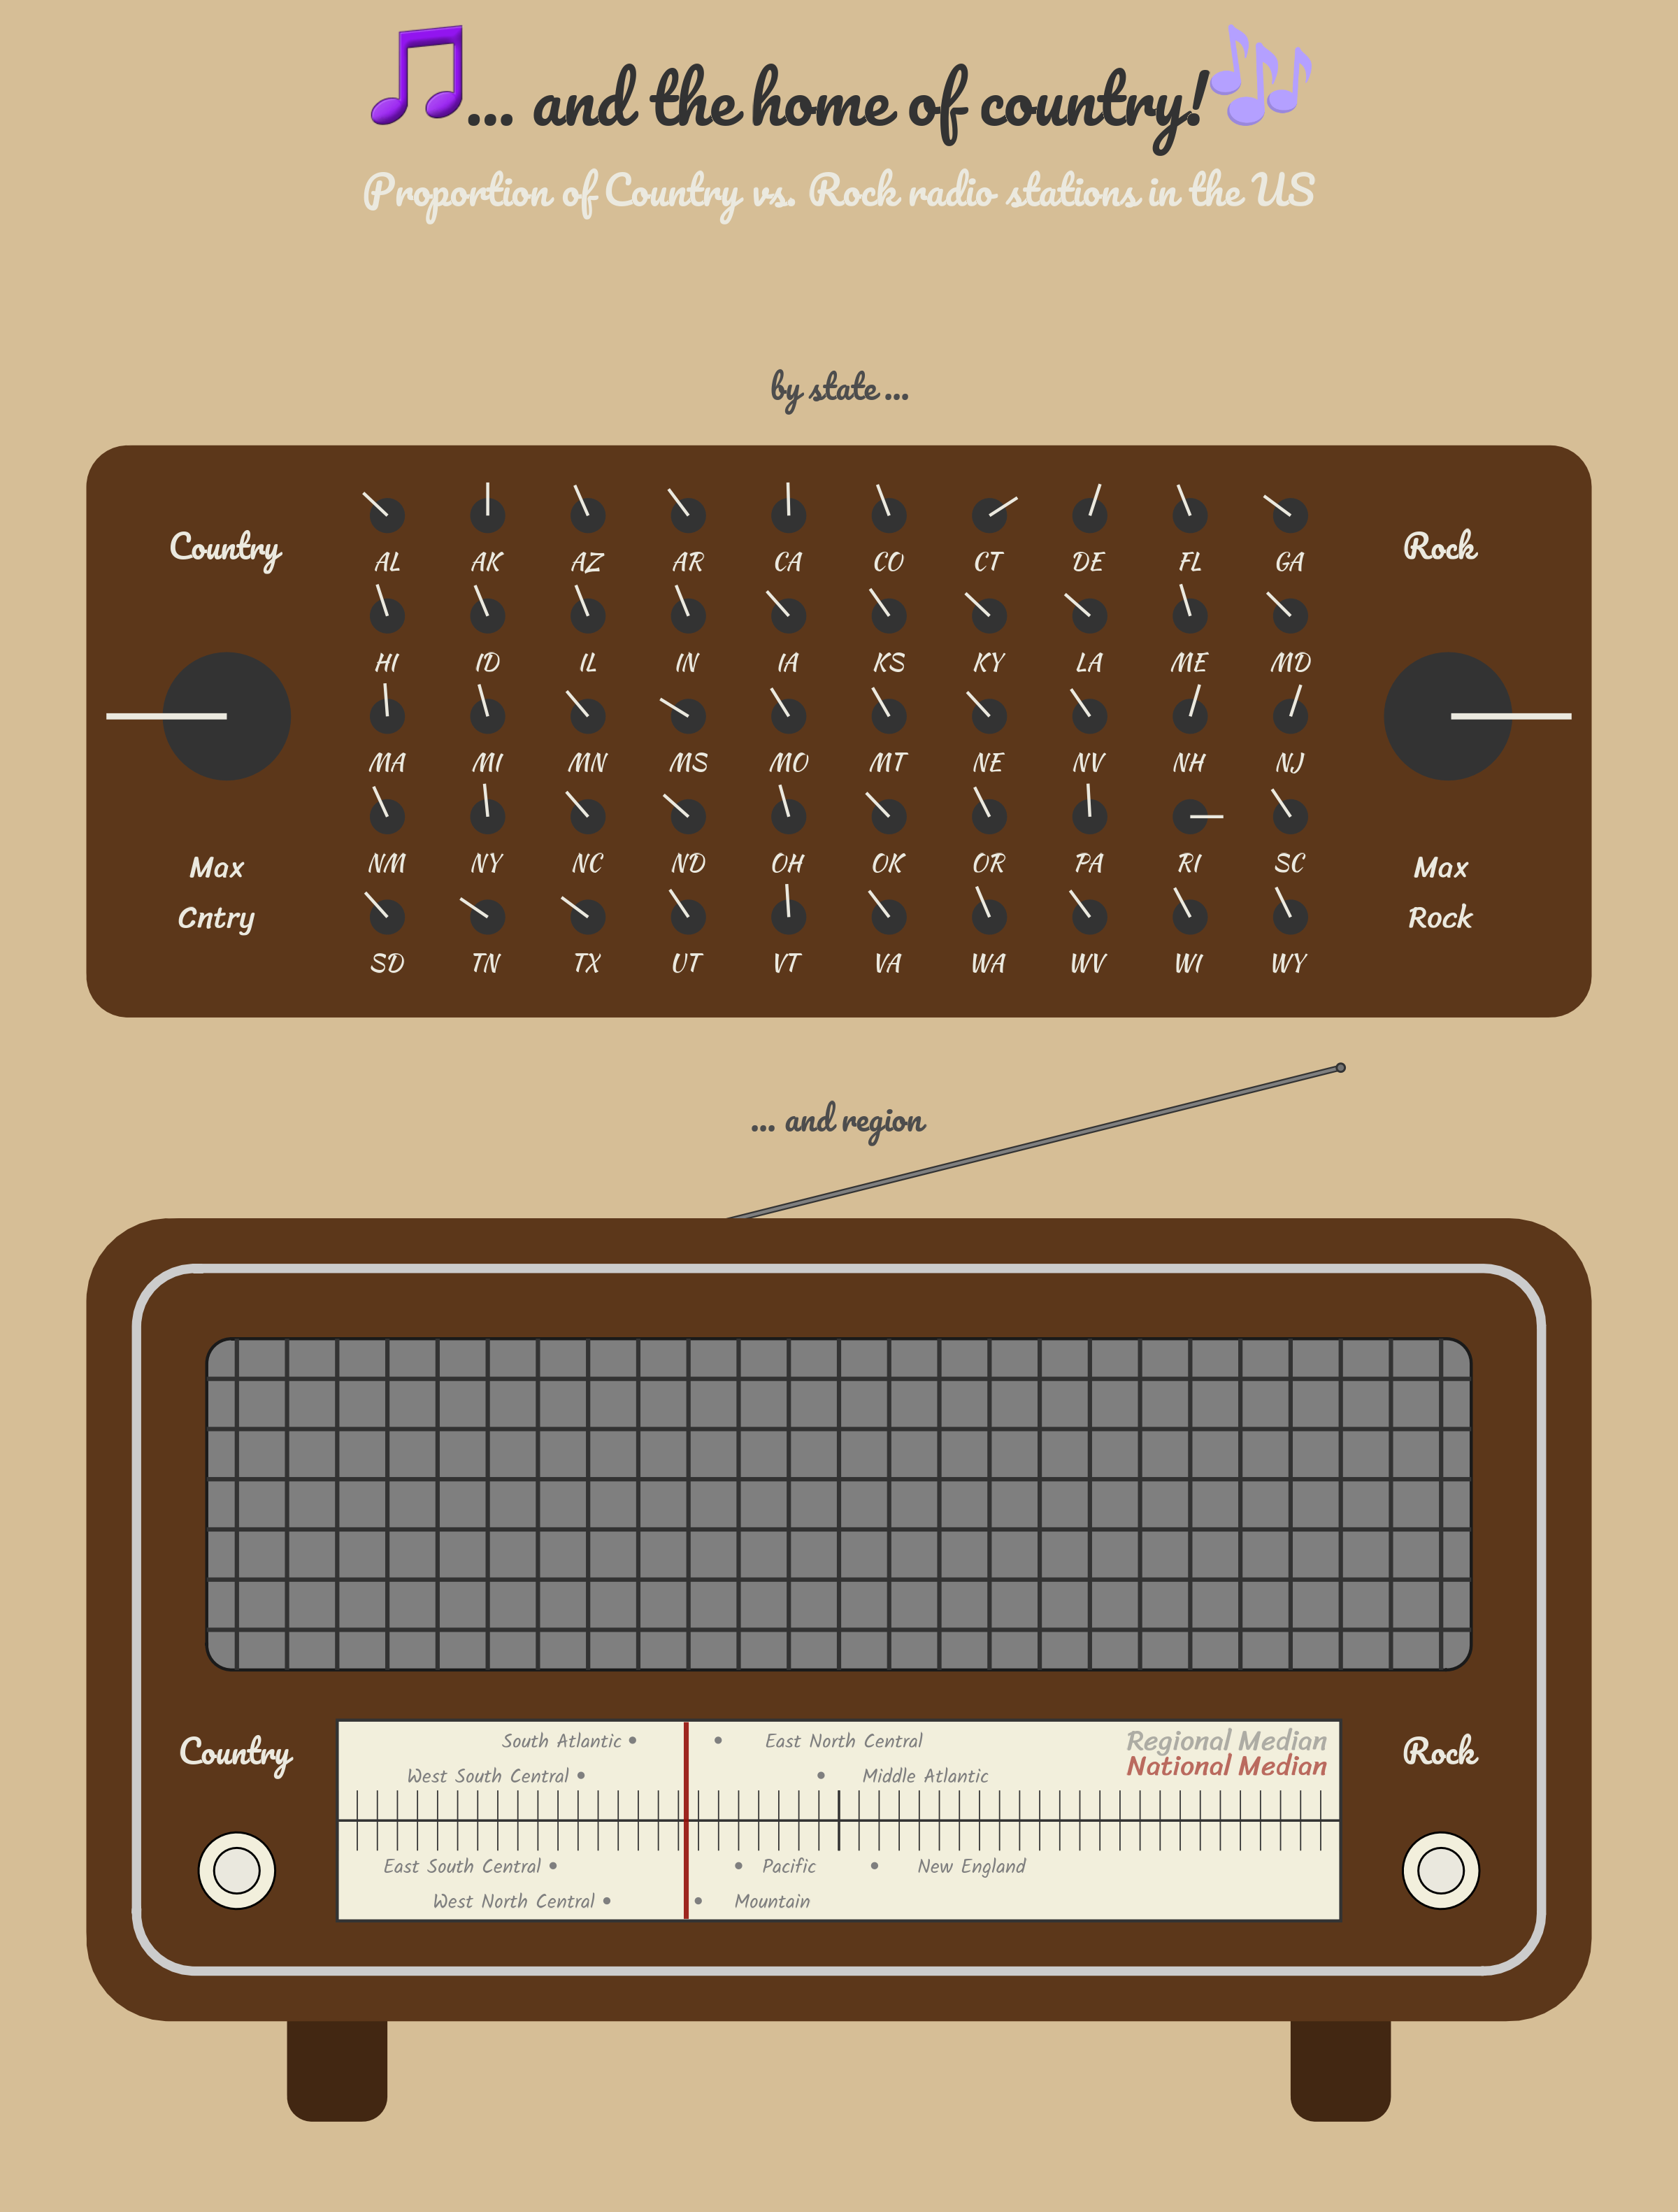 ... and the home of country!
Proportion of Country vs. Rock radio stations in the US
by state ...
Country
Rock
AL AK AZ AR CA CO CT DE FL GA
HI ID IL IN IA KS KY LA ME MD
MA MI MN MS MO MT NE NV NH NJ
NM NY NC ND OH OK OR PA RI SC
SD TN TX UT VT VA WA WV WI WY
Max
Cntry
Max
Rock
... and region
Country
Rock
South Atlantic
East North Central
Regional Median
National Median
West South Central
Middle Atlantic
East South Central
Pacific
New England
West North Central
Mountain